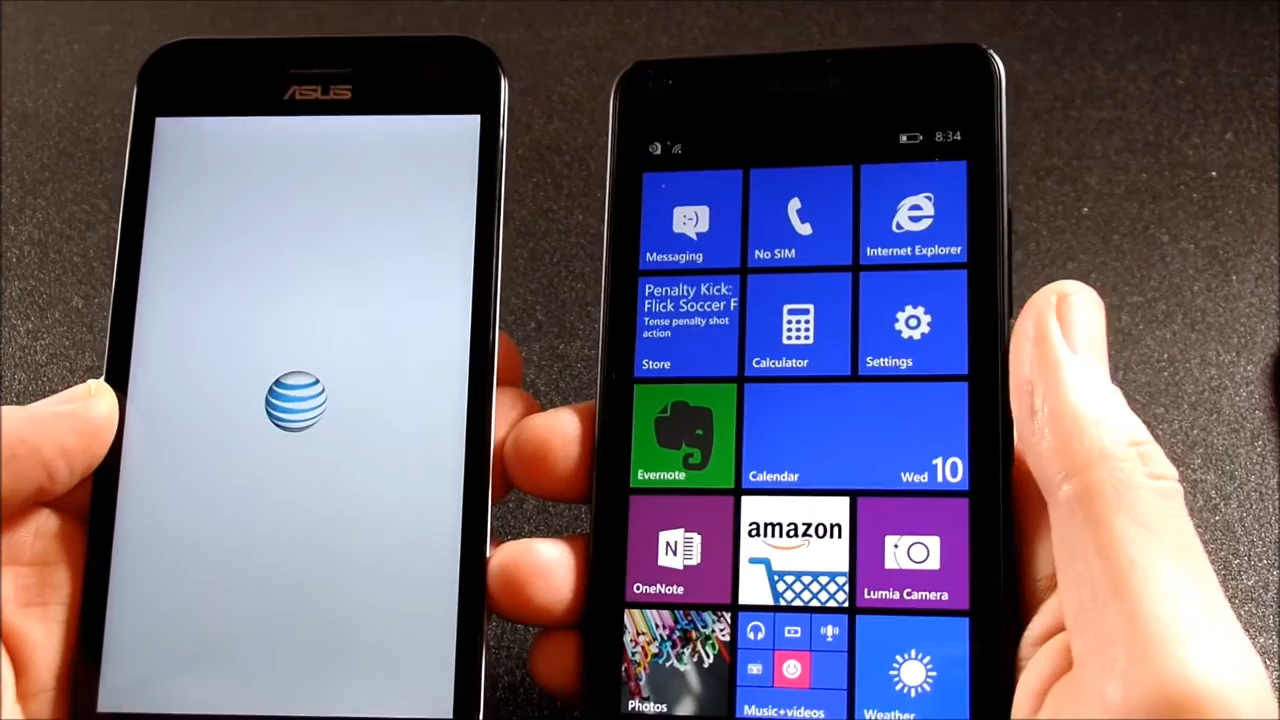 ASUS
8:34
Messaging
No SIM
Internet Explorer
Penalty Kick:
Flick Soccer F
Tense penalty shot
action
Store
Calculator
Settings
Evernote
Calendar
Wed 10
N
OneNote
amazon
Lumia Camera
Photos
Music+videos
Weather